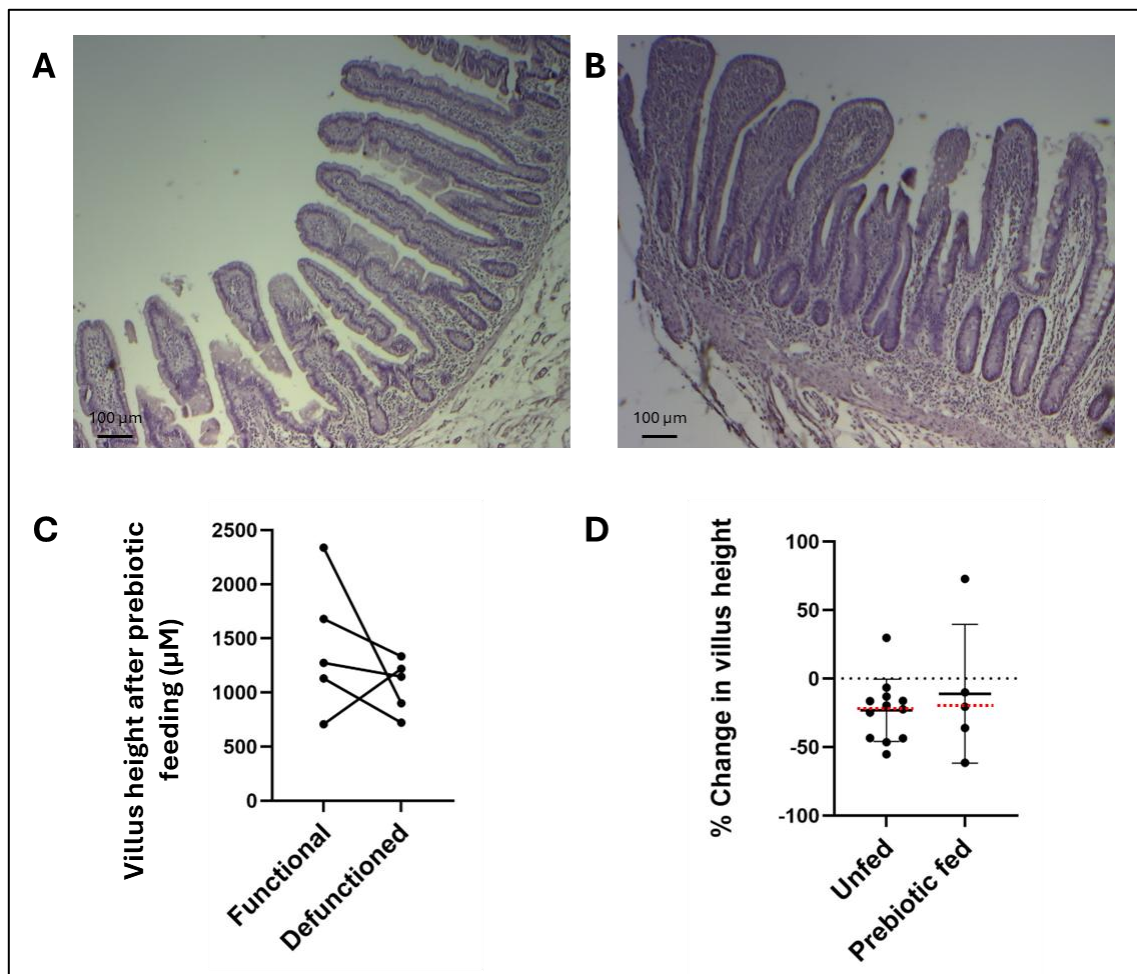 A
B
100 µm
100 µm
C
Villus height after prebiotic
feeding (µM)
2500
2000
1500
1000
500
0
Functional
Defunctioned
D
% Change in villus height
100
50
0
-50
-100
Unfed
Prebiotic fed